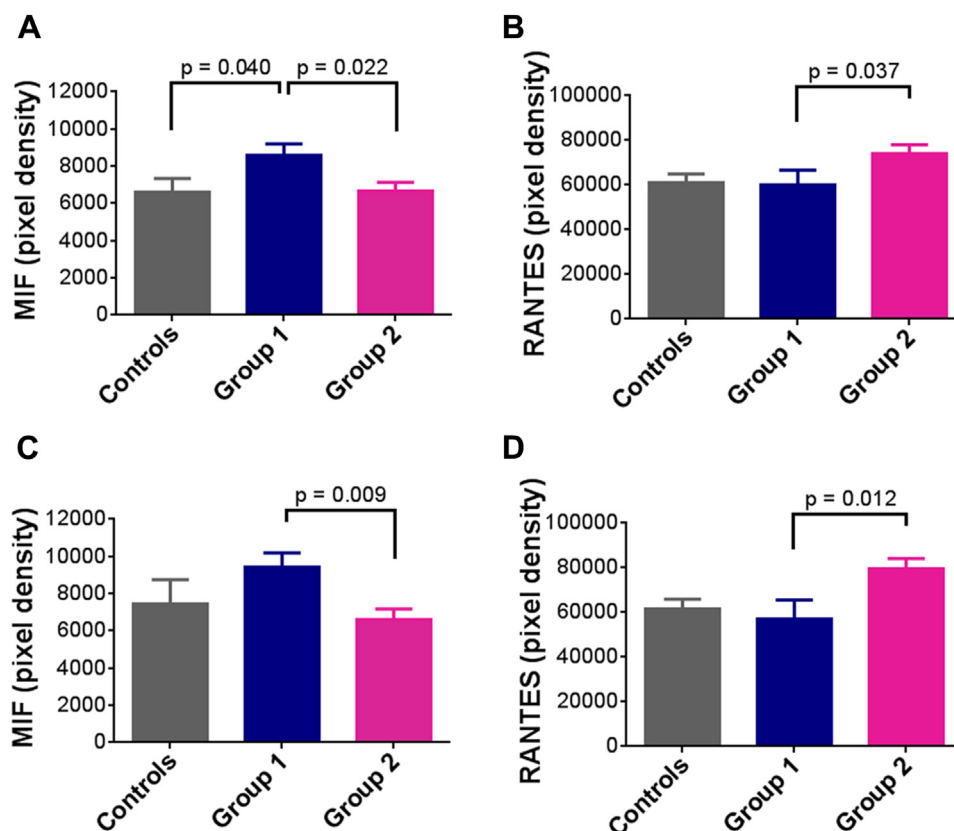 A
p = 0.040
p = 0.022
MIF (pixel density)
12000
10000
8000
6000
4000
2000
0
Controls
Group 1
Group 2
B
p = 0.037
RANTES (pixel density)
100000
80000
60000
40000
20000
0
Controls
Group 1
Group 2
C
p = 0.009
MIF (pixel density)
12000
10000
8000
6000
4000
2000
0
Controls
Group 1
Group 2
D
p = 0.012
RANTES (pixel density)
100000
80000
60000
40000
20000
0
Controls
Group 1
Group 2